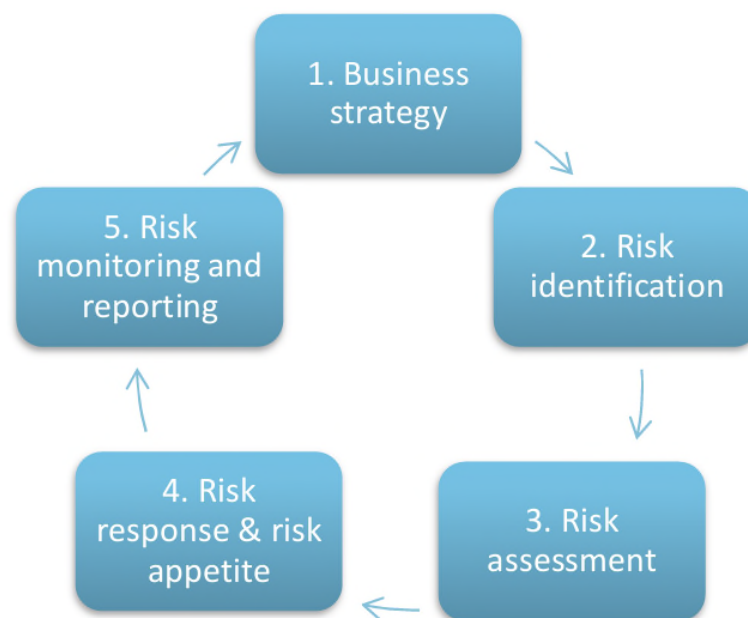 1. Business
strategy
2. Risk
identification
3. Risk
assessment
4. Risk
response & risk
appetite
5. Risk
monitoring and
reporting